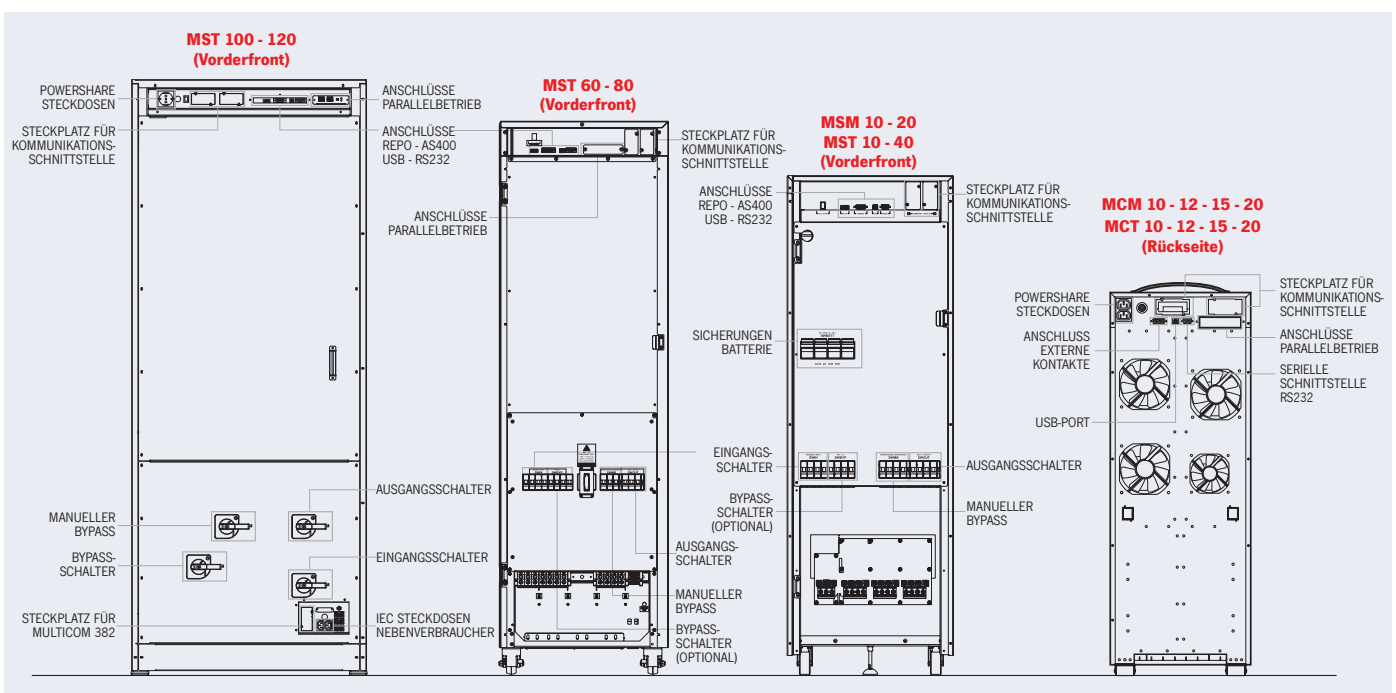 MST 100 - 120
(Vorderfront)
POWERSHARE
STECKDOSEN
STECKPLATZ FÜR
KOMMUNIKATIONS-
SCHNITTSTELLE
ANSCHLÜSSE
PARALLELBETRIEB
ANSCHLÜSSE
REPO - AS400
USB - RS232
AUSGANGSSCHALTER
MANUELLER
BYPASS
BYPASS-
SCHALTER
EINGANGSSCHALTER
STECKPLATZ FÜR
MULTICOM 382
IEC STECKDOSEN
NEBENVERBRAUCHER
MST 60 - 80
(Vorderfront)
STECKPLATZ FÜR
KOMMUNIKATIONS-
SCHNITTSTELLE
ANSCHLÜSSE
PARALLELBETRIEB
EINGANGS-
SCHALTER
BYPASS-
SCHALTER
(OPTIONAL)
AUSGANGS-
SCHALTER
MANUELLER
BYPASS
BYPASS-
SCHALTER
(OPTIONAL)
MSM 10 - 20
MST 10 - 40
(Vorderfront)
ANSCHLÜSSE
REPO - AS400
USB - RS232
STECKPLATZ FÜR
KOMMUNIKATIONS-
SCHNITTSTELLE
SICHERUNGEN
BATTERIE
AUSGANGSSCHALTER
MANUELLER
BYPASS
MCM 10 - 12 - 15 - 20
MCT 10 - 12 - 15 - 20
(Rückseite)
POWERSHARE
STECKDOSEN
ANSCHLUSS
EXTERNE
KONTAKTE
USB-PORT
STECKPLATZ FÜR
KOMMUNIKATIONS-
SCHNITTSTELLE
ANSCHLÜSSE
PARALLELBETRIEB
SERIELLE
SCHNITTSTELLE
RS232